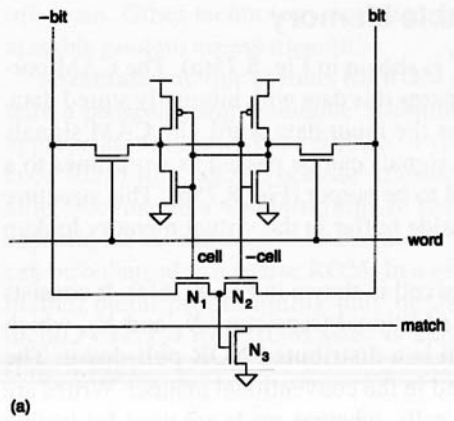 -bit
bit
word
cell
-cell
N₁
N₂
match
N₃
(a)